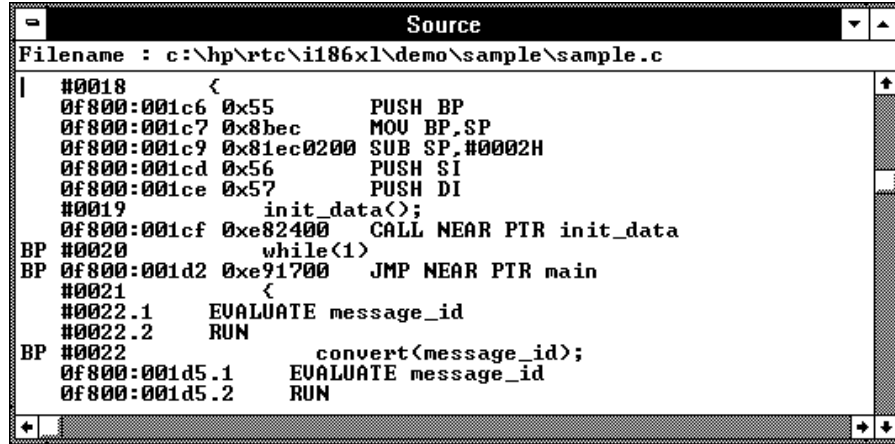 Source
Filename : c:\hp\rtc\i186xl\demo\sample\sample.c
#0018 {
0f800:001c6 0x55 PUSH BP
0f800:001c7 0x8bec MOV BP,SP
0f800:001c9 0x81ec0200 SUB SP,#0002H
0f800:001cd 0x56 PUSH SI
0f800:001ce 0x57 PUSH DI
#0019 init_data();
0f800:001cf 0xe82400 CALL NEAR PTR init_data
BP #0020 while(1)
BP 0f800:001d2 0xe91700 JMP NEAR PTR main
#0021 {
#0022.1 EVALUATE message_id
#0022.2 RUN
BP #0022 convert(message_id);
0f800:001d5.1 EVALUATE message_id
0f800:001d5.2 RUN